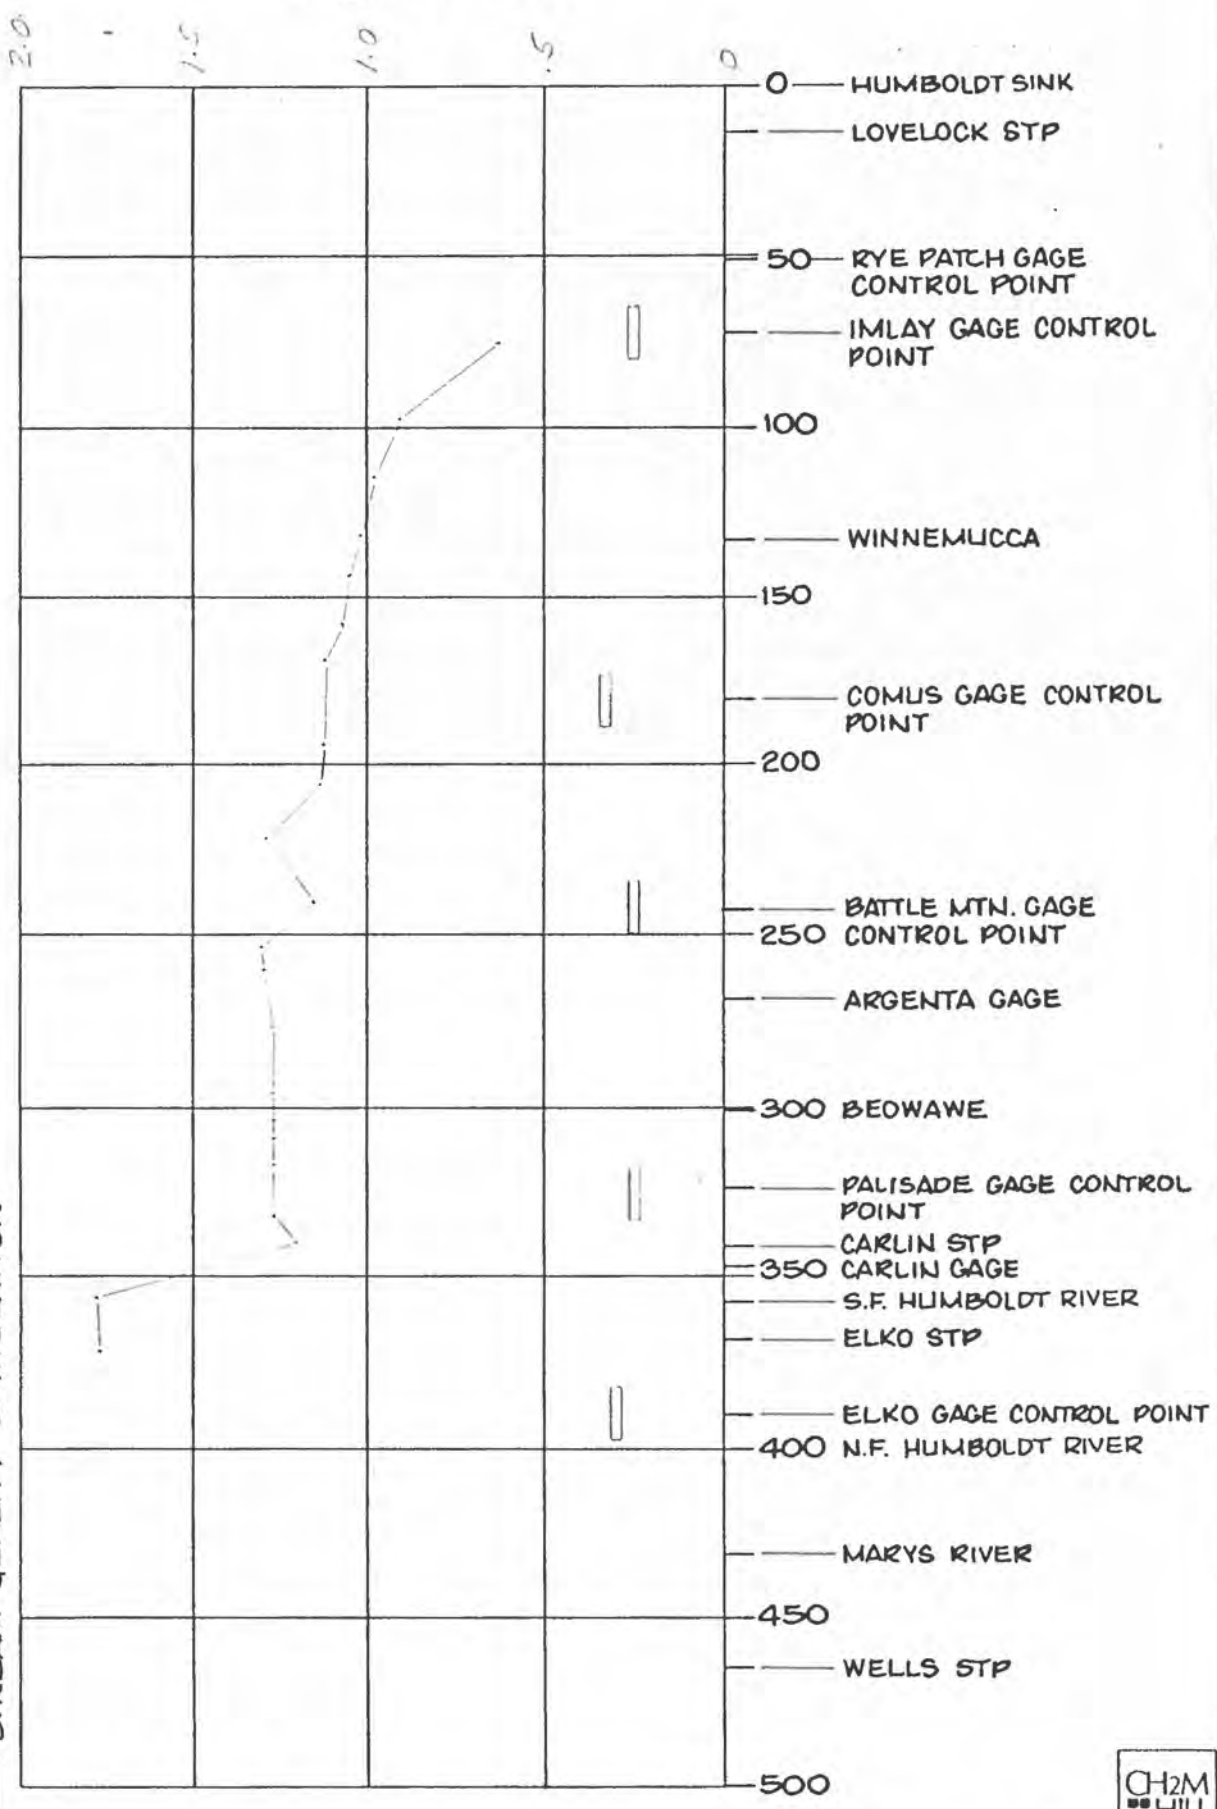 2.0 1.5 1.0 .5 0
0 HUMBOLDT SINK
LOVELOCK STP
50 RYE PATCH GAGE
CONTROL POINT
IMLAY GAGE CONTROL
POINT
100
WINNEMUCCA
150
COMUS GAGE CONTROL
POINT
200
BATTLE MTN. GAGE
250 CONTROL POINT
ARGENTA GAGE
300 BEOWAWE
PALISADE GAGE CONTROL
POINT
CARLIN STP
350 CARLIN GAGE
S.F. HUMBOLDT RIVER
ELKO STP
ELKO GAGE CONTROL POINT
400 N.F. HUMBOLDT RIVER
MARYS RIVER
450
WELLS STP
500
CH2M
HILL